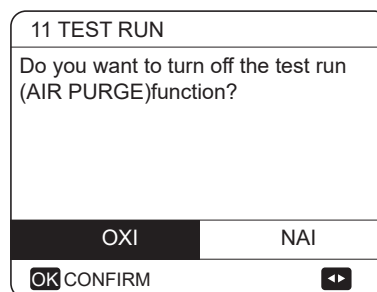 11 TEST RUN
Do you want to turn off the test run
(AIR PURGE)function?
OXI NAI
OK CONFIRM